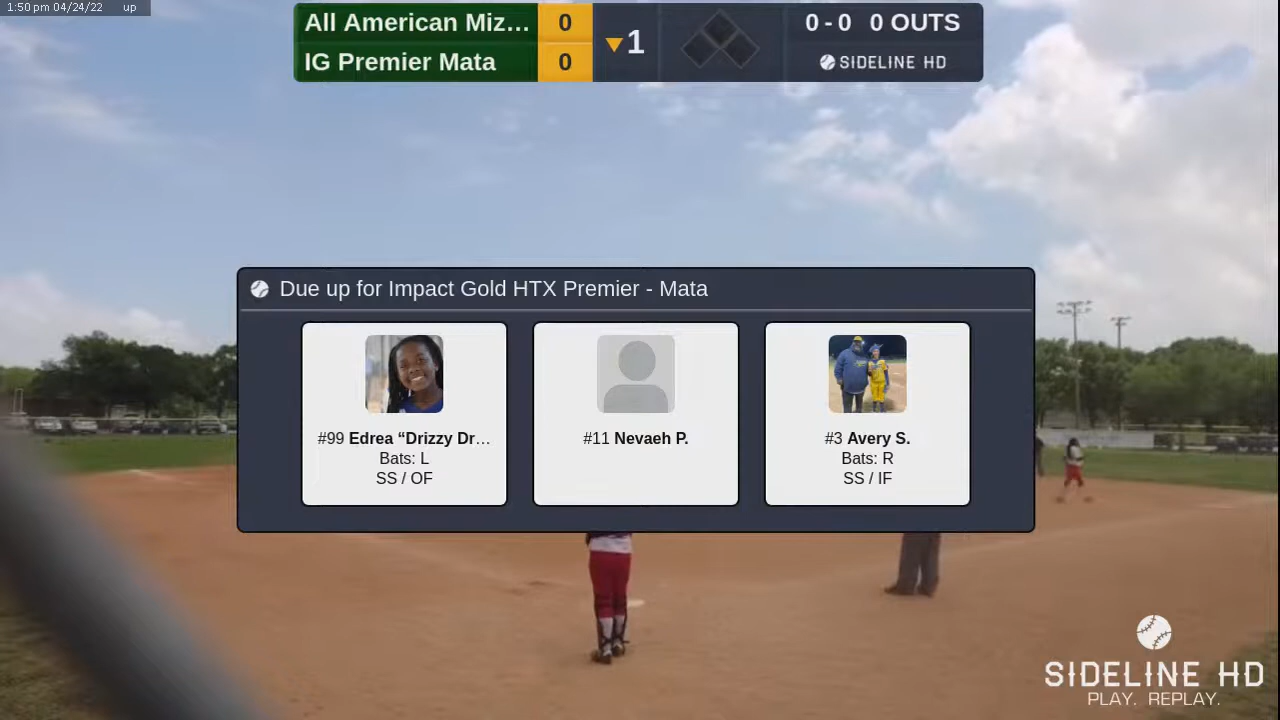 1:50 pm 04/24/22 up
All American Miz... 0
IG Premier Mata 0
▼1
0 - 0 0 OUTS
SIDELINE HD
Due up for Impact Gold HTX Premier - Mata
#99 Edrea “Drizzy Dr...
Bats: L
SS / OF
#11 Nevaeh P.
#3 Avery S.
Bats: R
SS / IF
SIDELINE HD
PLAY. REPLAY.